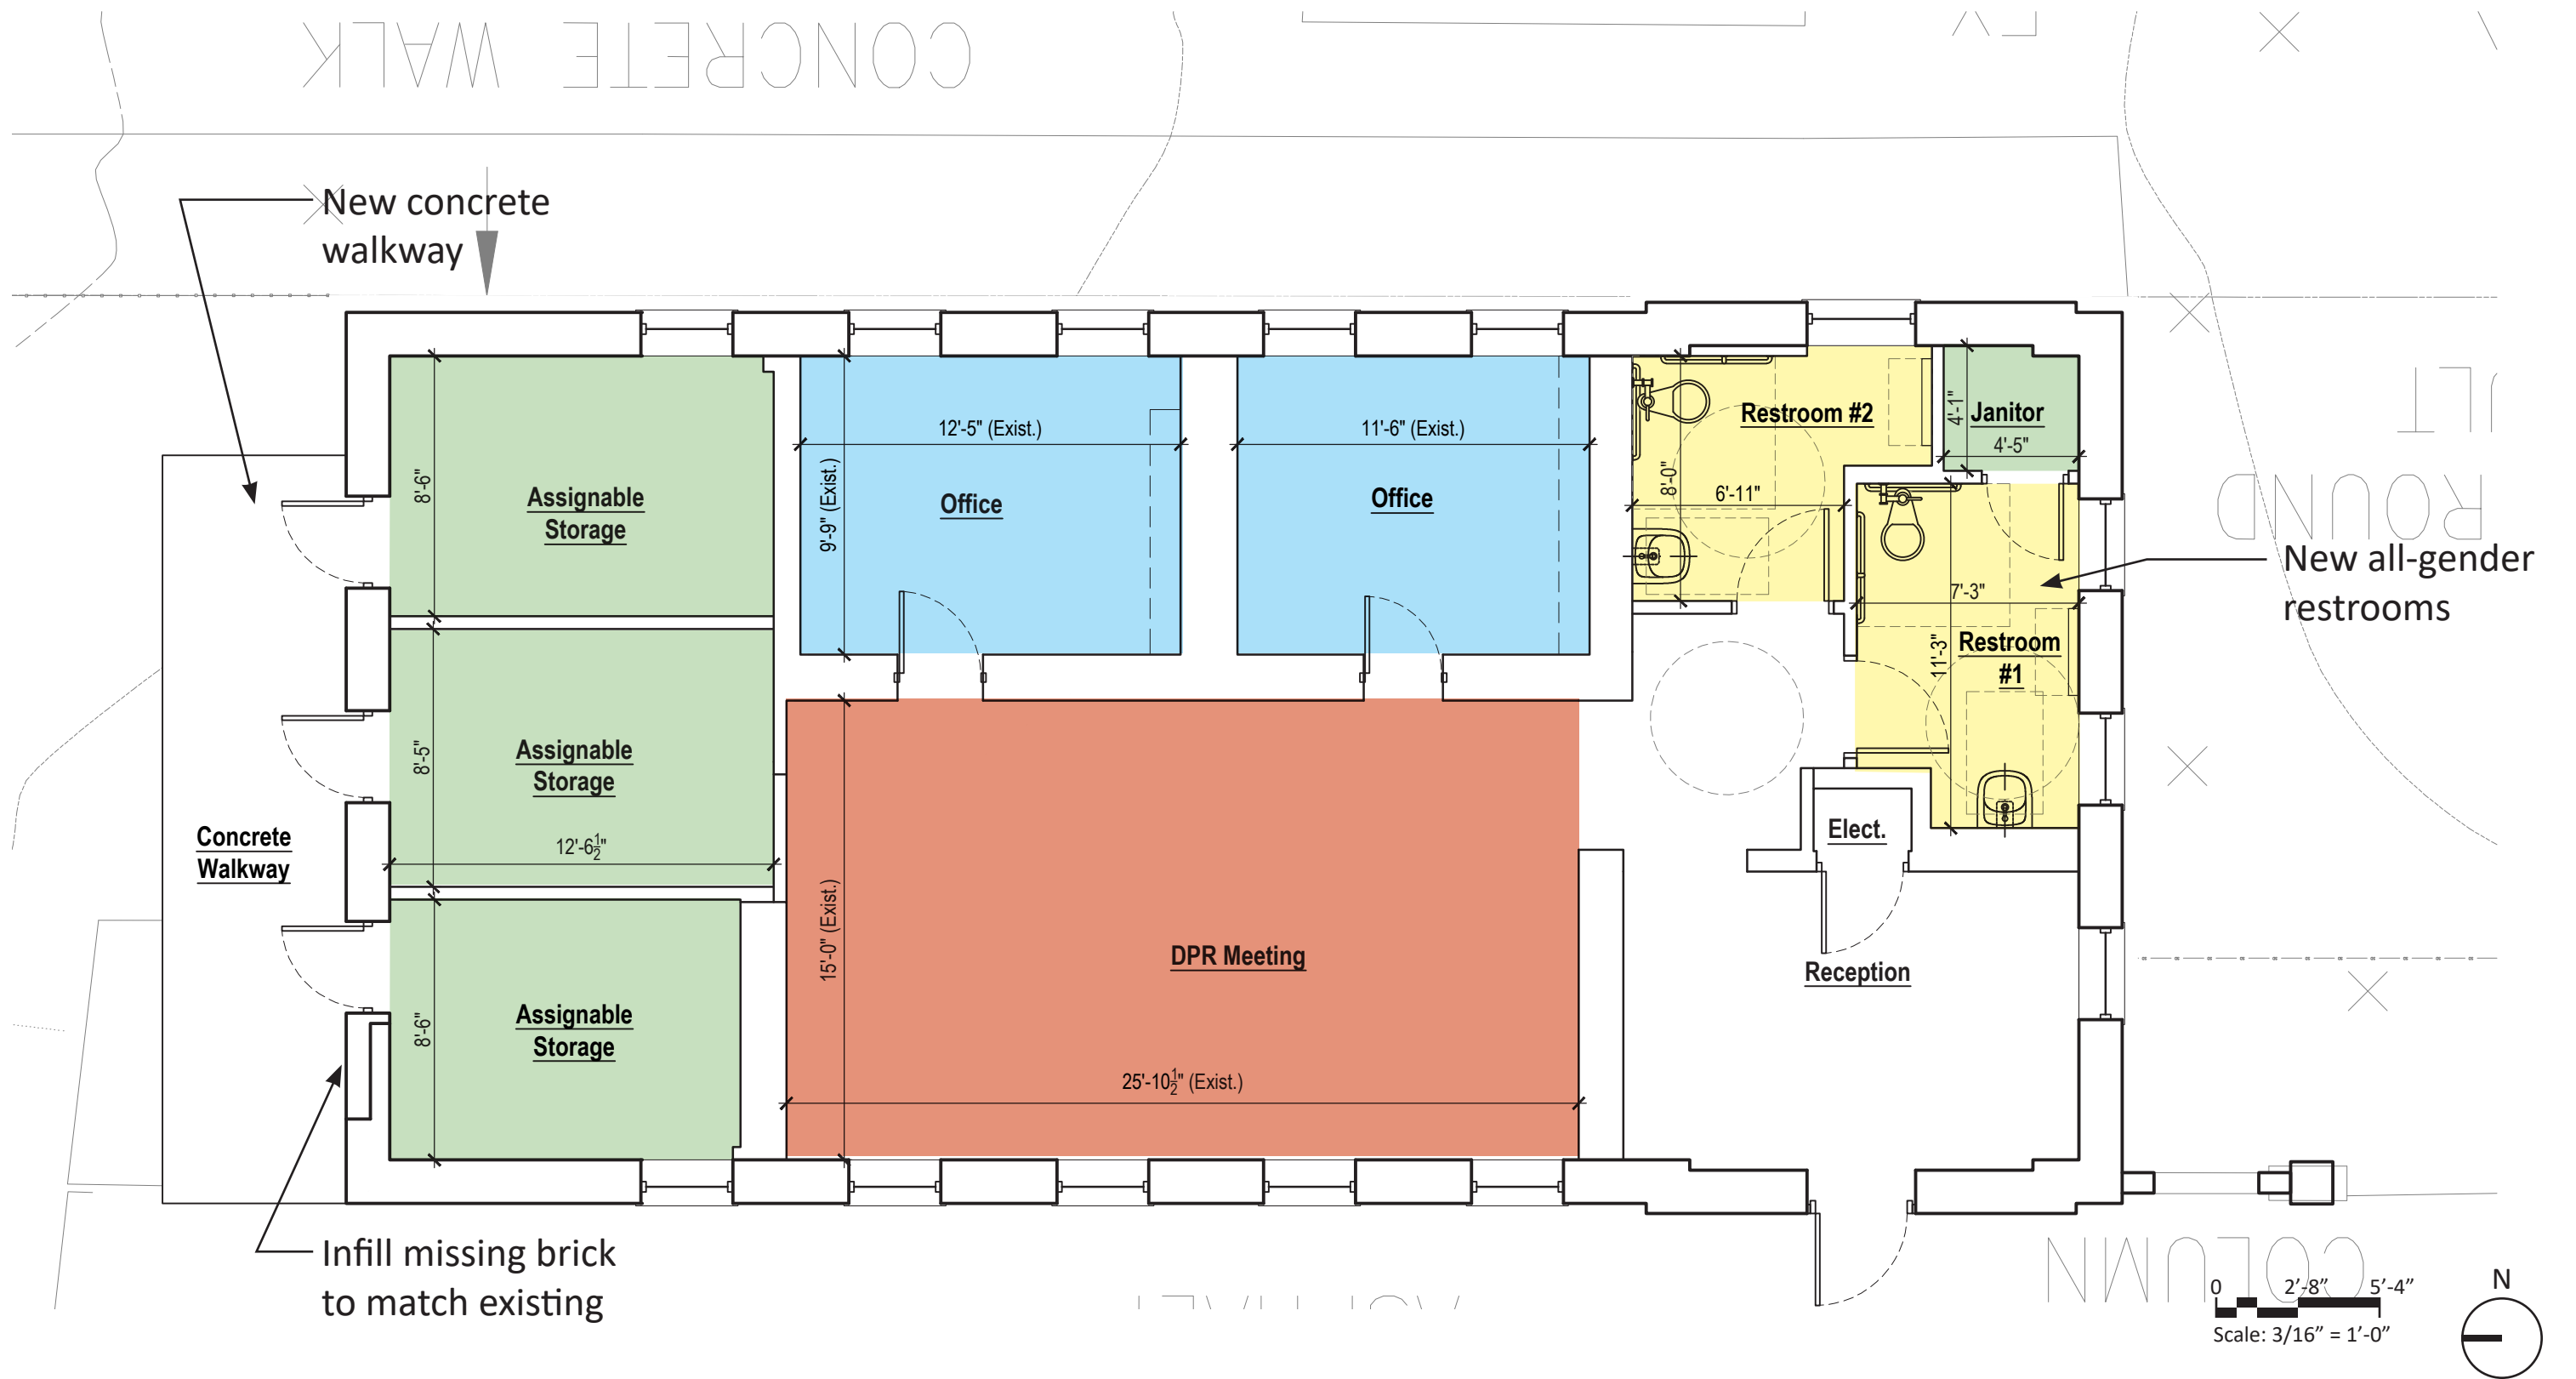 CONCRETE WALK
New concrete
walkway
12'-5" (Exist.)
11'-6" (Exist.)
Restroom #2
4'-1"
Janitor
4'-5"
8'-6"
9'-9" (Exist.)
8'-0"
6'-11"
Assignable
Storage
Office
Office
ROUND
New all-gender
restrooms
7'-3"
11'-3"
Restroom
#1
8'-5"
Assignable
Storage
12'-6½"
Concrete
Walkway
Elect.
15'-0" (Exist.)
DPR Meeting
Reception
8'-6"
Assignable
Storage
25'-10½" (Exist.)
Infill missing brick
to match existing
COLUMN
0 2'-8" 5'-4"
Scale: 3/16" = 1'-0"
N